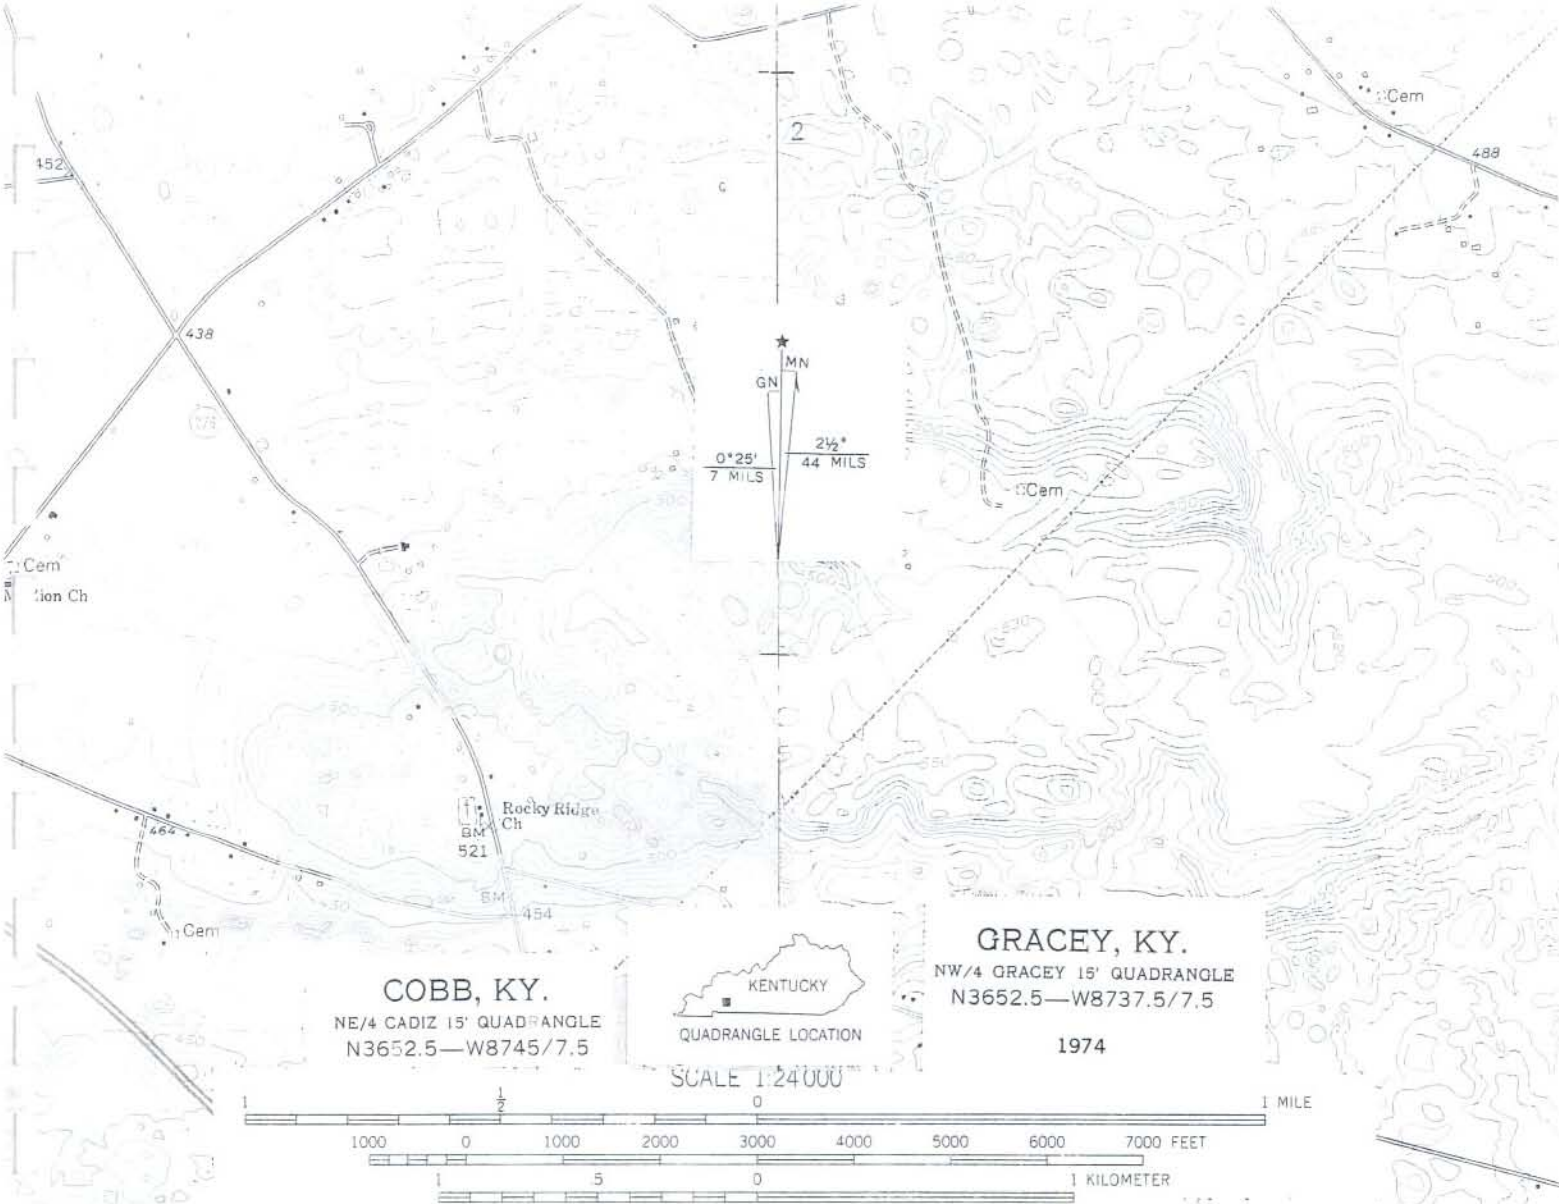 2
Cem
452
488
438
MN
GN
0°25'
7 MILS
2½°
44 MILS
Cem
Cem
ion Ch
500
550
Rocky Ridge
Ch
BM
521
464
BM
454
Cem
COBB, KY.
NE/4 CADIZ 15' QUADRANGLE
N3652.5—W8745/7.5
KENTUCKY
QUADRANGLE LOCATION
GRACEY, KY.
NW/4 GRACEY 15' QUADRANGLE
N3652.5—W8737.5/7.5
1974
SCALE 1:24000
1 ½ 0 1 MILE
1000 0 1000 2000 3000 4000 5000 6000 7000 FEET
1 .5 0 1 KILOMETER